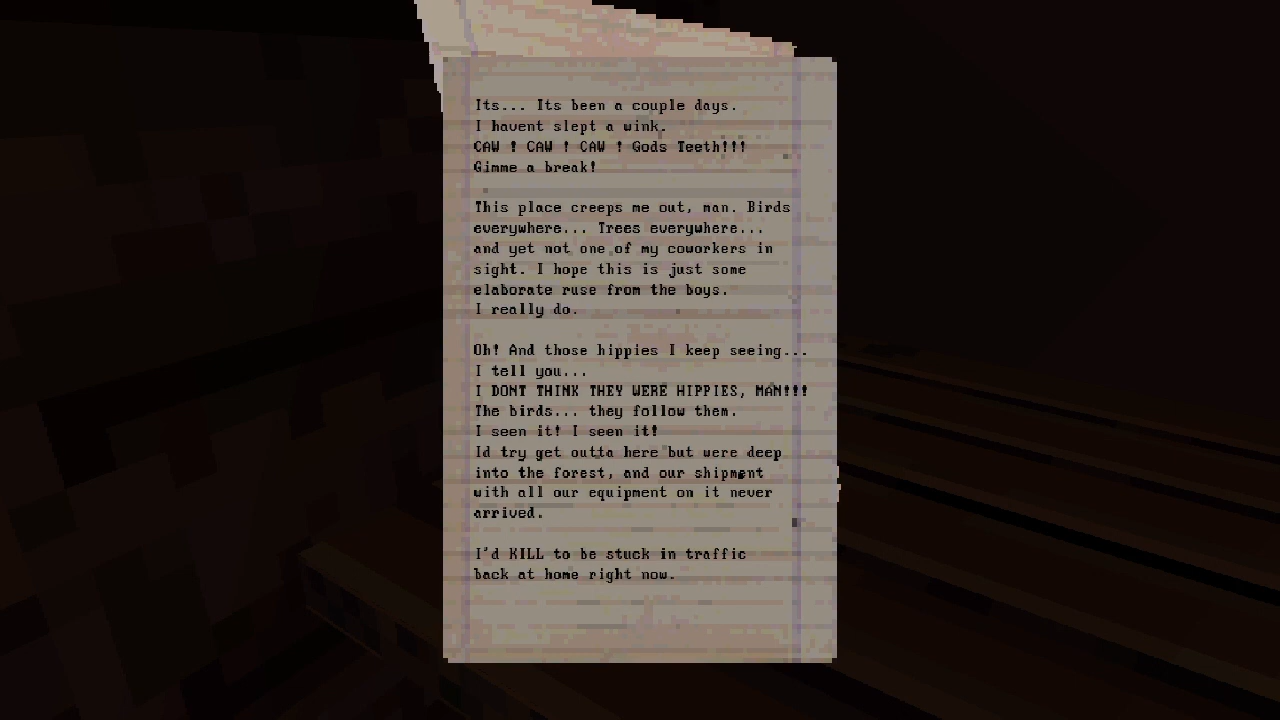 Its... Its been a couple days.
I havent slept a wink.
CAW ! CAW ! CAW ! Gods Teeth!!!
Gimme a break!
This place creeps me out, man. Birds
everywhere... Trees everywhere...
and yet not one of my coworkers in
sight. I hope this is just some
elaborate ruse from the boys.
I really do.
Oh! And those hippies I keep seeing...
I tell you...
I DONT THINK THEY WERE HIPPIES, MAN!!!
The birds... they follow them.
I seen it! I seen it!
Id try get outta here but were deep
into the forest, and our shipment
with all our equipment on it never
arrived.
I'd KILL to be stuck in traffic
back at home right now.